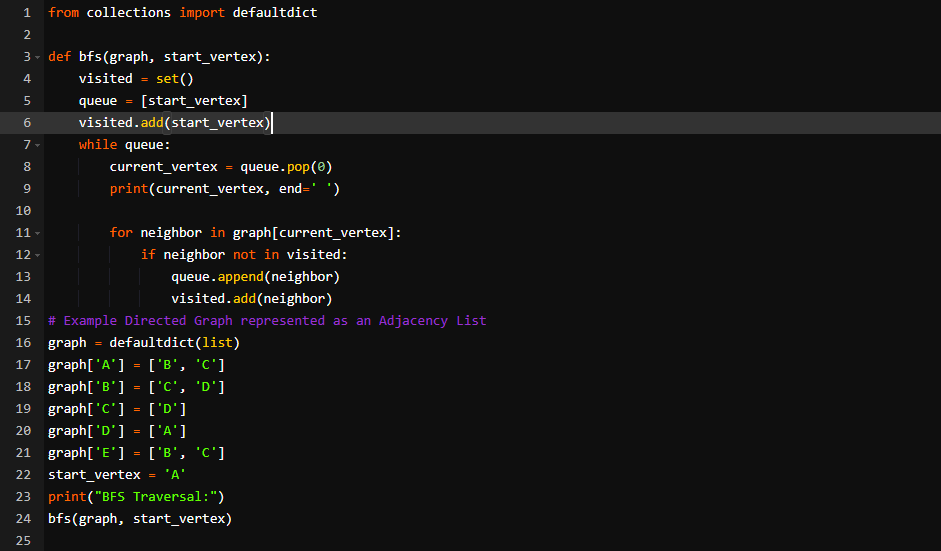 1 from collections import defaultdict
2
3 def bfs(graph, start_vertex):
4     visited = set()
5     queue = [start_vertex]
6     visited.add(start_vertex)
7     while queue:
8         current_vertex = queue.pop(0)
9         print(current_vertex, end=' ')
10
11         for neighbor in graph[current_vertex]:
12             if neighbor not in visited:
13                 queue.append(neighbor)
14                 visited.add(neighbor)
15 # Example Directed Graph represented as an Adjacency List
16 graph = defaultdict(list)
17 graph['A'] = ['B', 'C']
18 graph['B'] = ['C', 'D']
19 graph['C'] = ['D']
20 graph['D'] = ['A']
21 graph['E'] = ['B', 'C']
22 start_vertex = 'A'
23 print("BFS Traversal:")
24 bfs(graph, start_vertex)
25